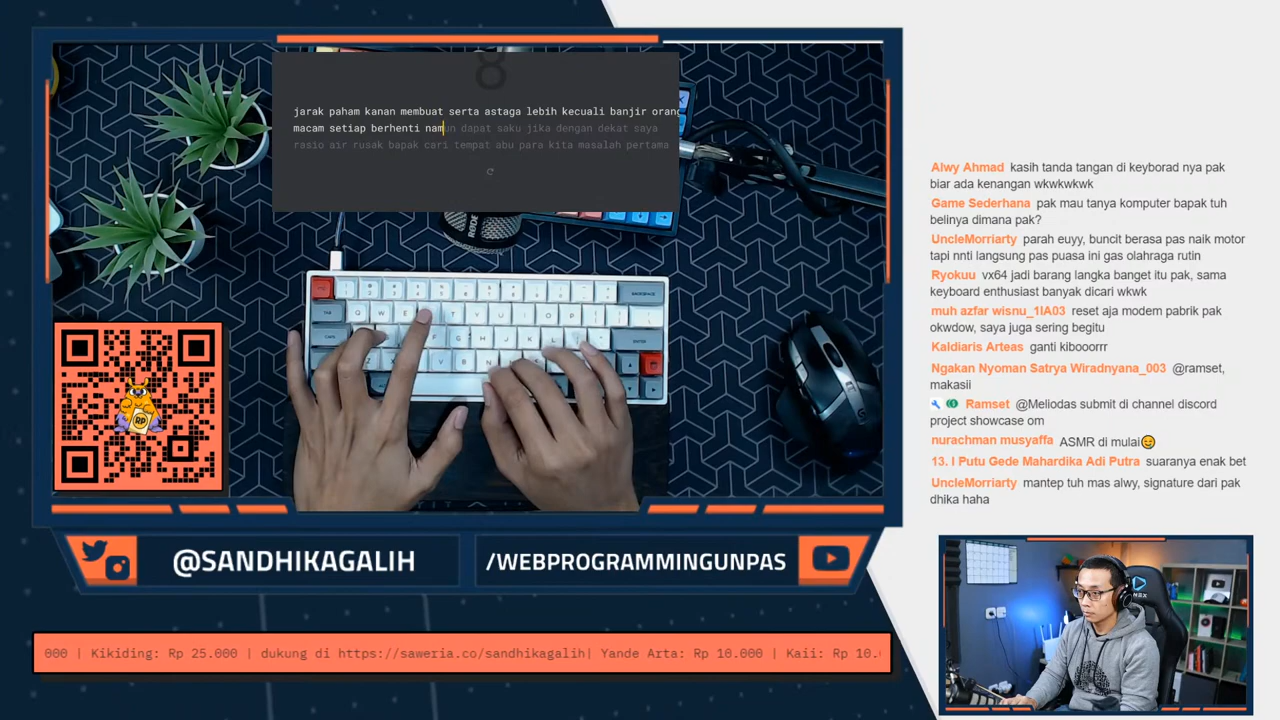 8
jarak paham kanan membuat serta astaga lebih kecuali banjir orang
macam setiap berhenti namun dapat saku jika dengan dekat saya
rasio air rusak bapak cari tempat abu para kita masalah pertama
Alwy Ahmad kasih tanda tangan di keyborad nya pak
biar ada kenangan wkwkwkwk
Game Sederhana pak mau tanya komputer bapak tuh
belinya dimana pak?
UncleMorriarty parah euyy, buncit berasa pas naik motor
tapi nnti langsung pas puasa ini gas olahraga rutin
Ryokuu vx64 jadi barang langka banget itu pak, sama
keyboard enthusiast banyak dicari wkwk
muh azfar wisnu_1IA03 reset aja modem pabrik pak
okwdow, saya juga sering begitu
Kaldiaris Arteas ganti kibooorrr
Ngakan Nyoman Satrya Wiradnyana_003 @ramset,
makasii
Ramset @Meliodas submit di channel discord
project showcase om
nurachman musyaffa ASMR di mulai😉
13. I Putu Gede Mahardika Adi Putra suaranya enak bet
UncleMorriarty mantep tuh mas alwy, signature dari pak
dhika haha
RP
@SANDHIKAGALIH
/WEBPROGRAMMINGUNPAS
000 | Kikiding: Rp 25.000 | dukung di https://saweria.co/sandhikagalih| Yande Arta: Rp 10.000 | Kaii: Rp 10.